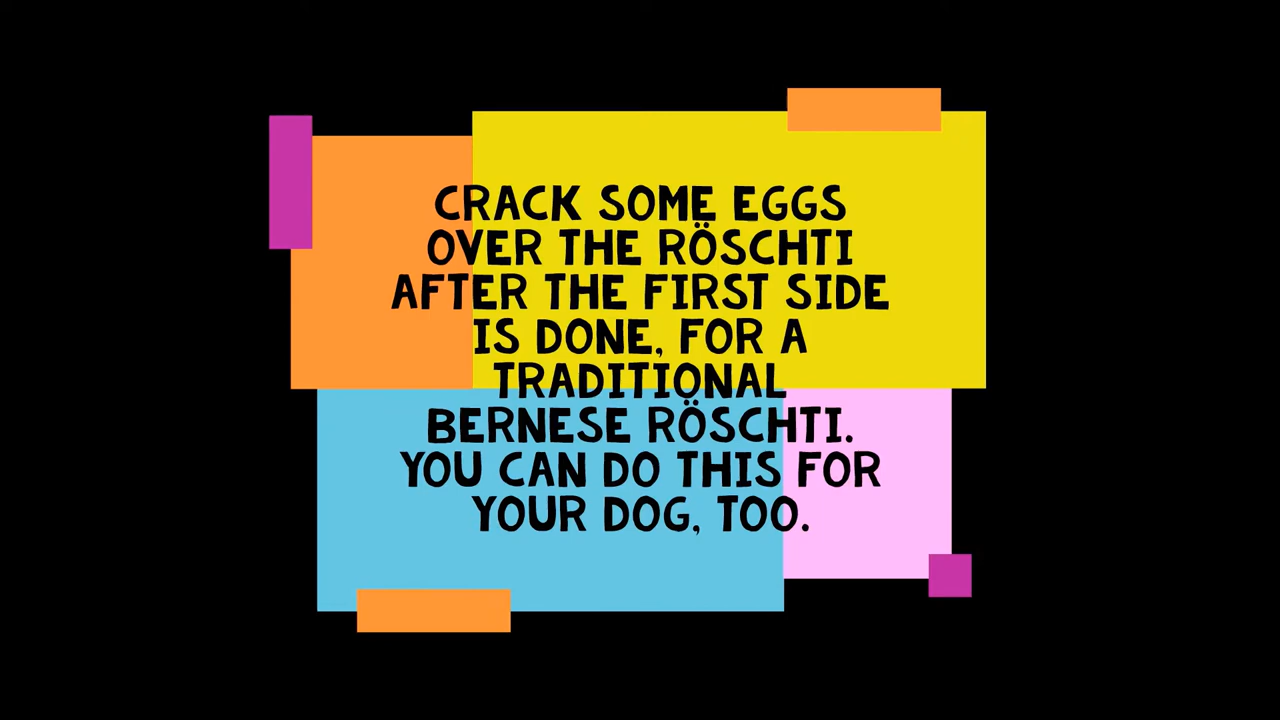 CRACK SOME EGGS
OVER THE RÖSCHTI
AFTER THE FIRST SIDE
IS DONE, FOR A
TRADITIONAL
BERNESE RÖSCHTI.
YOU CAN DO THIS FOR
YOUR DOG, TOO.